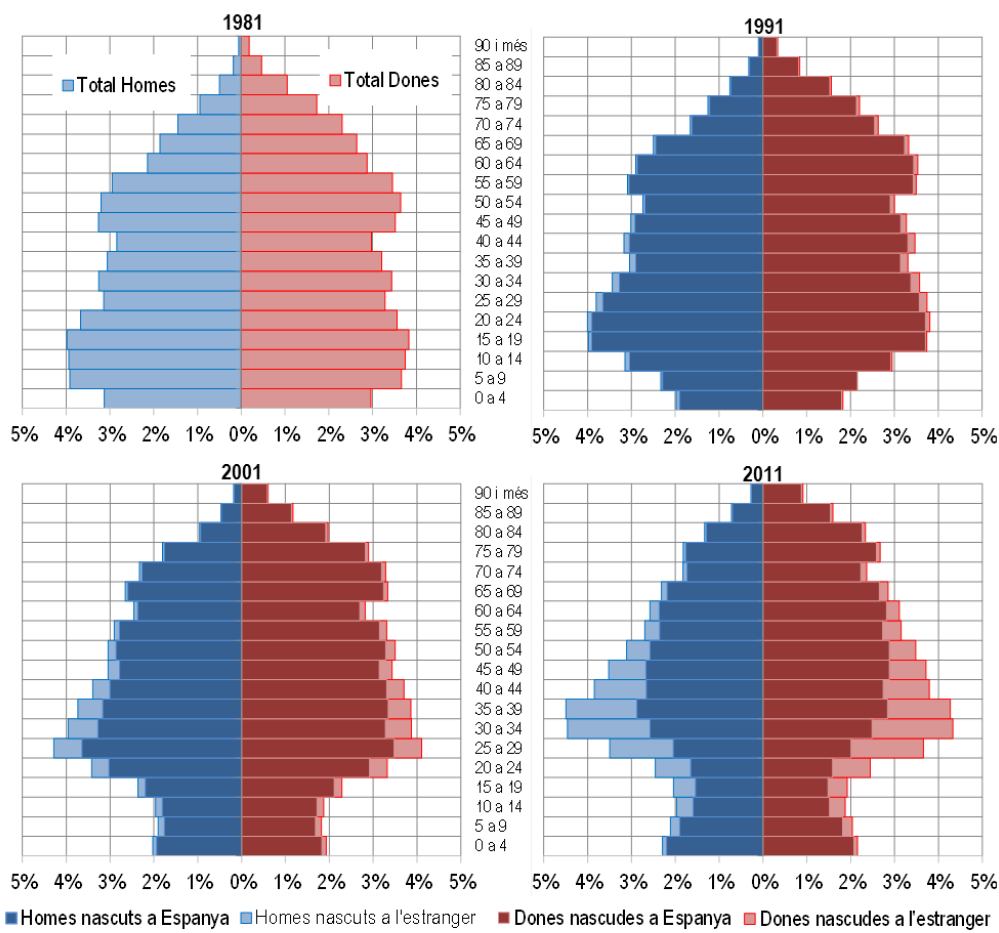 1981
1991
Total Homes
Total Dones
90 i més
85 a 89
80 a 84
75 a 79
70 a 74
65 a 69
60 a 64
55 a 59
50 a 54
45 a 49
40 a 44
35 a 39
30 a 34
25 a 29
20 a 24
15 a 19
10 a 14
5 a 9
0 a 4
5% 4% 3% 2% 1% 0% 1% 2% 3% 4% 5%
5% 4% 3% 2% 1% 0% 1% 2% 3% 4% 5%
2001
2011
90 i més
85 a 89
80 a 84
75 a 79
70 a 74
65 a 69
60 a 64
55 a 59
50 a 54
45 a 49
40 a 44
35 a 39
30 a 34
25 a 29
20 a 24
15 a 19
10 a 14
5 a 9
0 a 4
5% 4% 3% 2% 1% 0% 1% 2% 3% 4% 5%
5% 4% 3% 2% 1% 0% 1% 2% 3% 4% 5%
Homes nascuts a Espanya Homes nascuts a l'estranger Dones nascudes a Espanya Dones nascudes a l'estranger